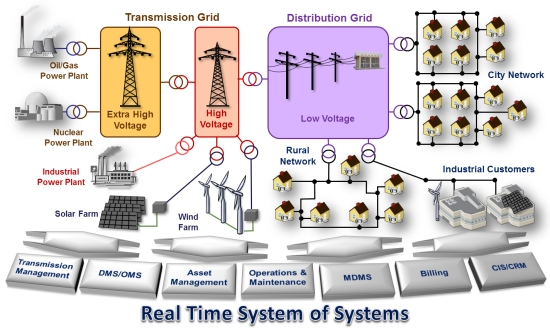 Transmission Grid
Distribution Grid
Oil/Gas
Power Plant
City Network
Extra High
Voltage
High
Voltage
Low Voltage
Nuclear
Power Plant
Rural
Network
Industrial
Power Plant
Industrial Customers
Solar Farm
Wind
Farm
Transmission
Management
DMS/OMS
Asset
Management
Operations &
Maintenance
MDMS
Billing
CIS/CRM
Real Time System of Systems